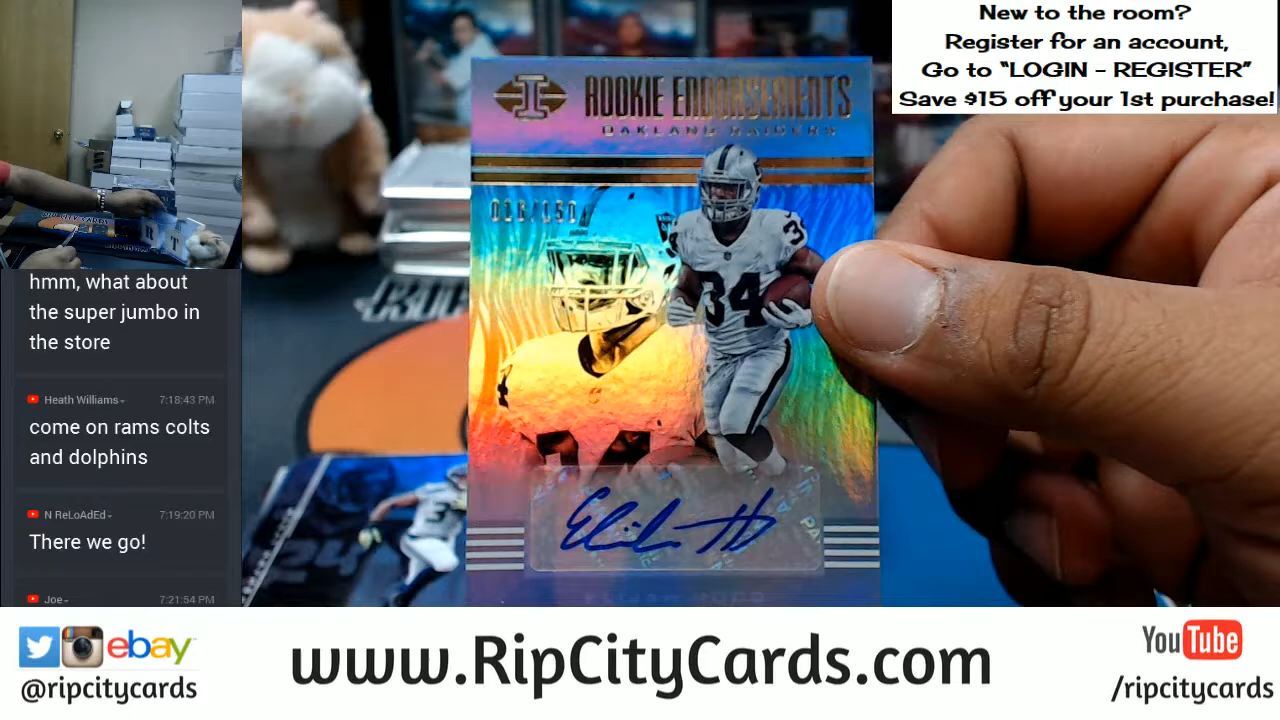 New to the room?
Register for an account,
Go to “LOGIN - REGISTER”
Save $15 off your 1st purchase!
ROOKIE ENDORSEMENTS
OAKLAND RAIDERS
016/150
34
34
hmm, what about
the super jumbo in
the store
Heath Williams
7:18:43 PM
come on rams colts
and dolphins
N ReLoAdEd
7:19:20 PM
There we go!
Joe
7:21:54 PM
ebay
@ripcitycards
www.RipCityCards.com
YouTube
/ripcitycards